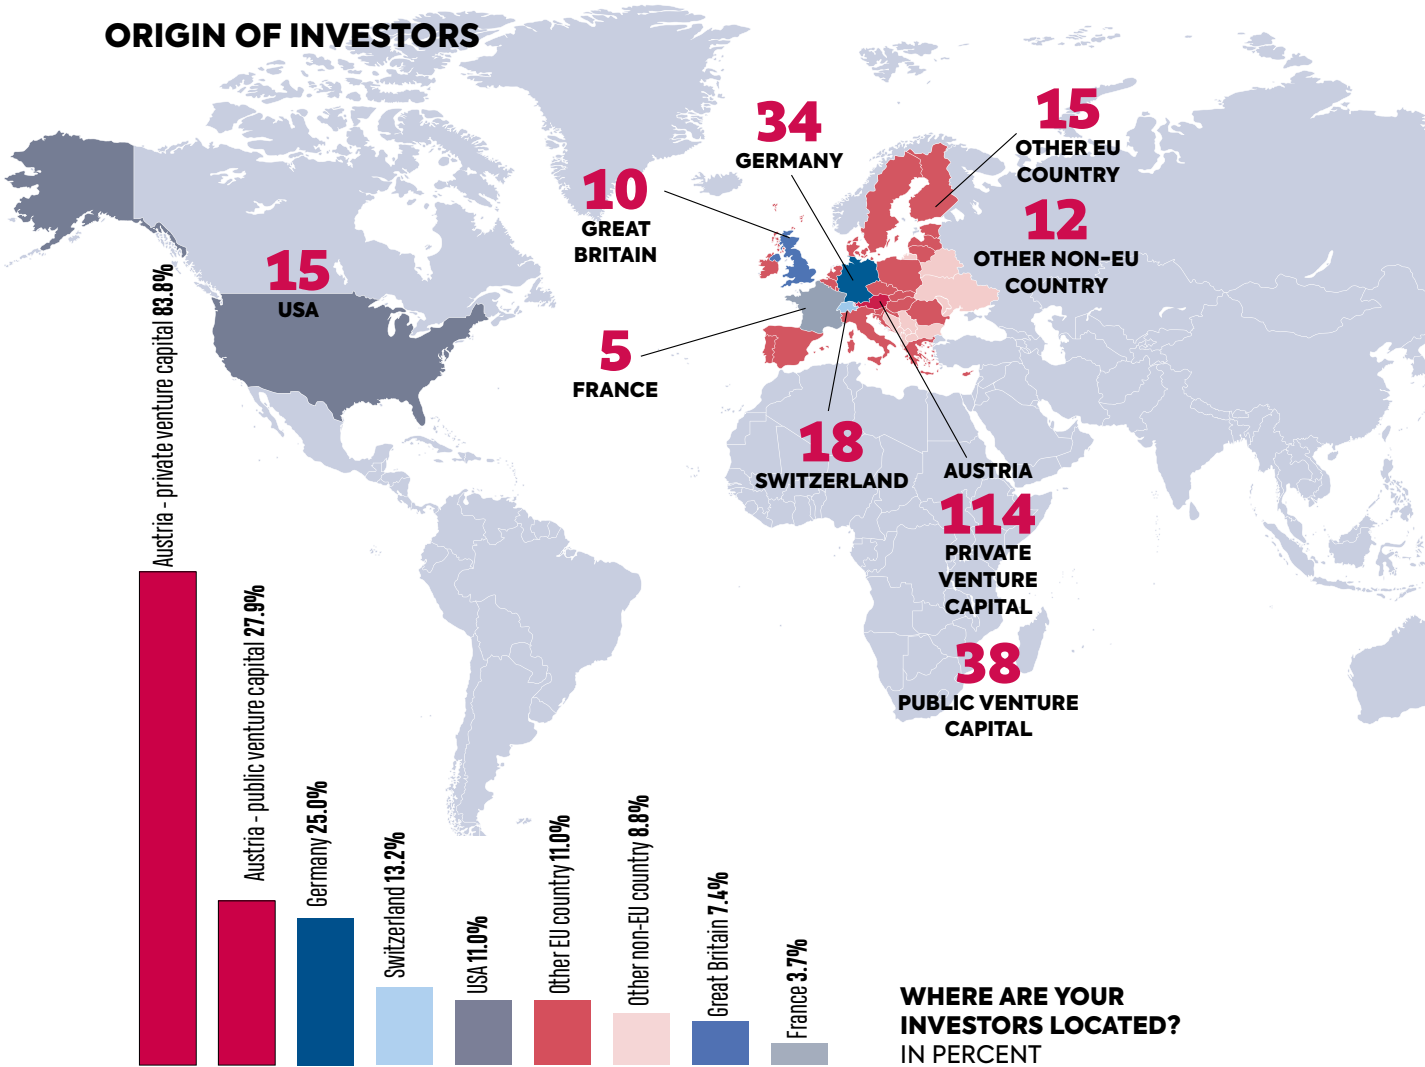 ORIGIN OF INVESTORS
15
USA
10
GREAT
BRITAIN
34
GERMANY
15
OTHER EU
COUNTRY
12
OTHER NON-EU
COUNTRY
5
FRANCE
18
SWITZERLAND
AUSTRIA
114
PRIVATE
VENTURE
CAPITAL
38
PUBLIC VENTURE
CAPITAL
Austria - private venture capital 83.8%
Austria - public venture capital 27.9%
Germany 25.0%
Switzerland 13.2%
USA 11.0%
Other EU country 11.0%
Other non-EU country 8.8%
Great Britain 7.4%
France 3.7%
WHERE ARE YOUR
INVESTORS LOCATED?
IN PERCENT